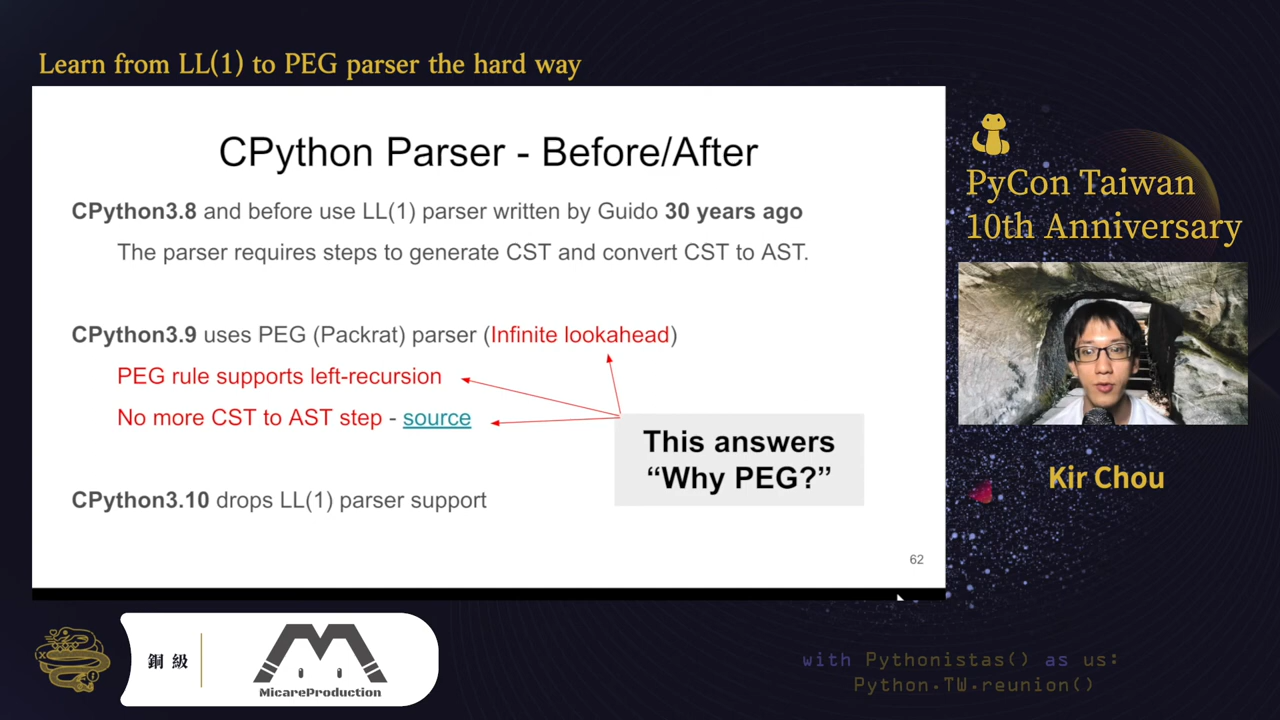 Learn from LL(1) to PEG parser the hard way
CPython Parser - Before/After
CPython3.8 and before use LL(1) parser written by Guido 30 years ago
The parser requires steps to generate CST and convert CST to AST.
CPython3.9 uses PEG (Packrat) parser (Infinite lookahead)
PEG rule supports left-recursion
No more CST to AST step - source
This answers
“Why PEG?”
CPython3.10 drops LL(1) parser support
62
PyCon Taiwan
10th Anniversary
Kir Chou
銅級
MicareProduction
with Pythonistas() as us:
Python.TW.reunion()